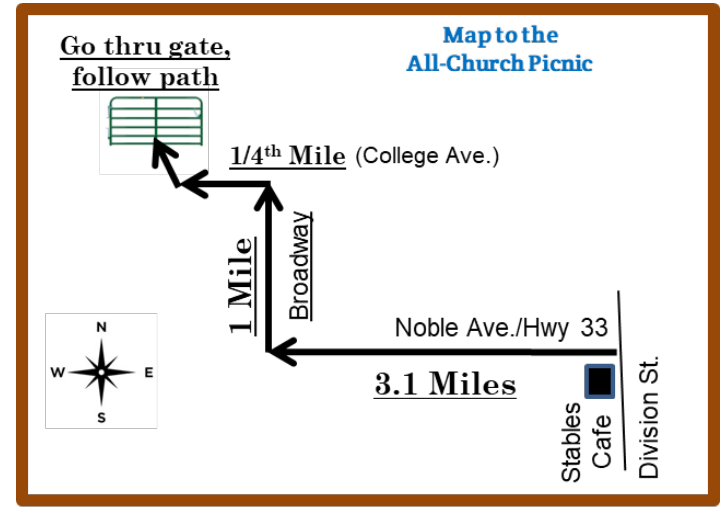 Map to the
All-Church Picnic
Go thru gate,
follow path
1/4th Mile (College Ave.)
1 Mile
Broadway
Noble Ave./Hwy 33
3.1 Miles
Stables
Cafe
Division St.
N
W
E
S